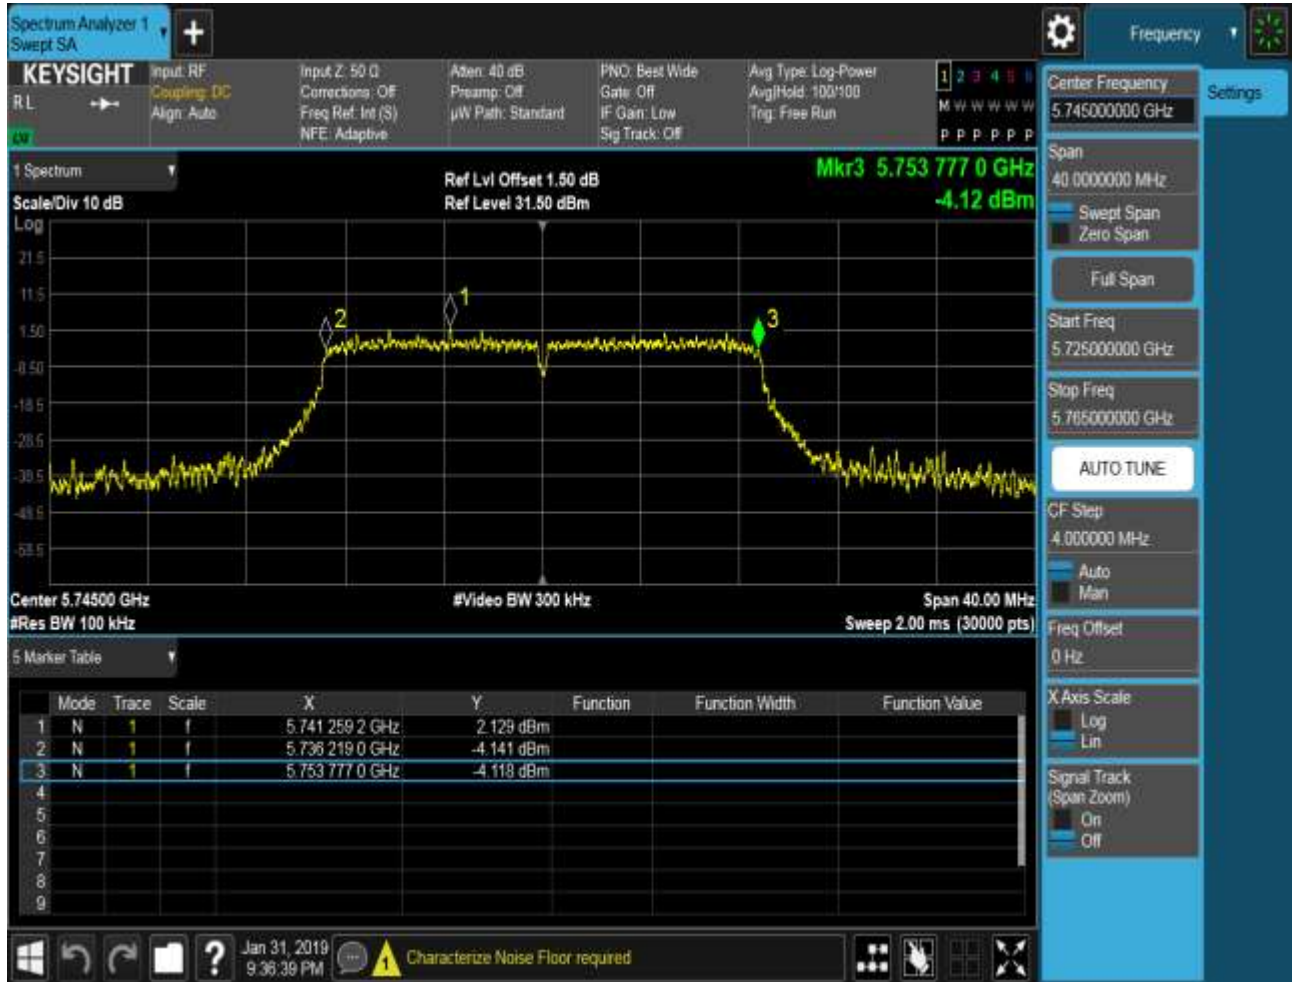 Spectrum Analyzer 1
Swept SA
+
Frequency
KEYSIGHT
RL
Input: RF
Coupling: DC
Align: Auto
Input Z: 50 Ω
Corrections: Off
Freq Ref: Int (S)
NFE: Adaptive
Atten: 40 dB
Preamp: Off
µW Path: Standard
PNO: Best Wide
Gate: Off
IF Gain: Low
Sig Track: Off
Avg Type: Log-Power
Avg|Hold: 100/100
Trig: Free Run
1 2 3 4 5 6
M W W W W W
P P P P P P
1 Spectrum
Scale/Div 10 dB
Ref Lvl Offset 1.50 dB
Ref Level 31.50 dBm
Mkr3 5.753 777 0 GHz
-4.12 dBm
Log
21.5
11.5
1.50
-8.50
-18.5
-28.5
-38.5
-48.5
-58.5
1
2
3
Center 5.74500 GHz
#Res BW 100 kHz
#Video BW 300 kHz
Span 40.00 MHz
Sweep 2.00 ms (30000 pts)
5 Marker Table
Mode Trace Scale X Y Function Function Width Function Value
1 N 1 f 5.741 259 2 GHz 2.129 dBm
2 N 1 f 5.736 219 0 GHz -4.141 dBm
3 N 1 f 5.753 777 0 GHz -4.118 dBm
4
5
6
7
8
9
Center Frequency
5.745000000 GHz
Settings
Span
40.0000000 MHz
Swept Span
Zero Span
Full Span
Start Freq
5.725000000 GHz
Stop Freq
5.765000000 GHz
AUTO TUNE
CF Step
4.000000 MHz
Auto
Man
Freq Offset
0 Hz
X Axis Scale
Log
Lin
Signal Track
(Span Zoom)
On
Off
?
Jan 31, 2019
9:36:39 PM
1
Characterize Noise Floor required